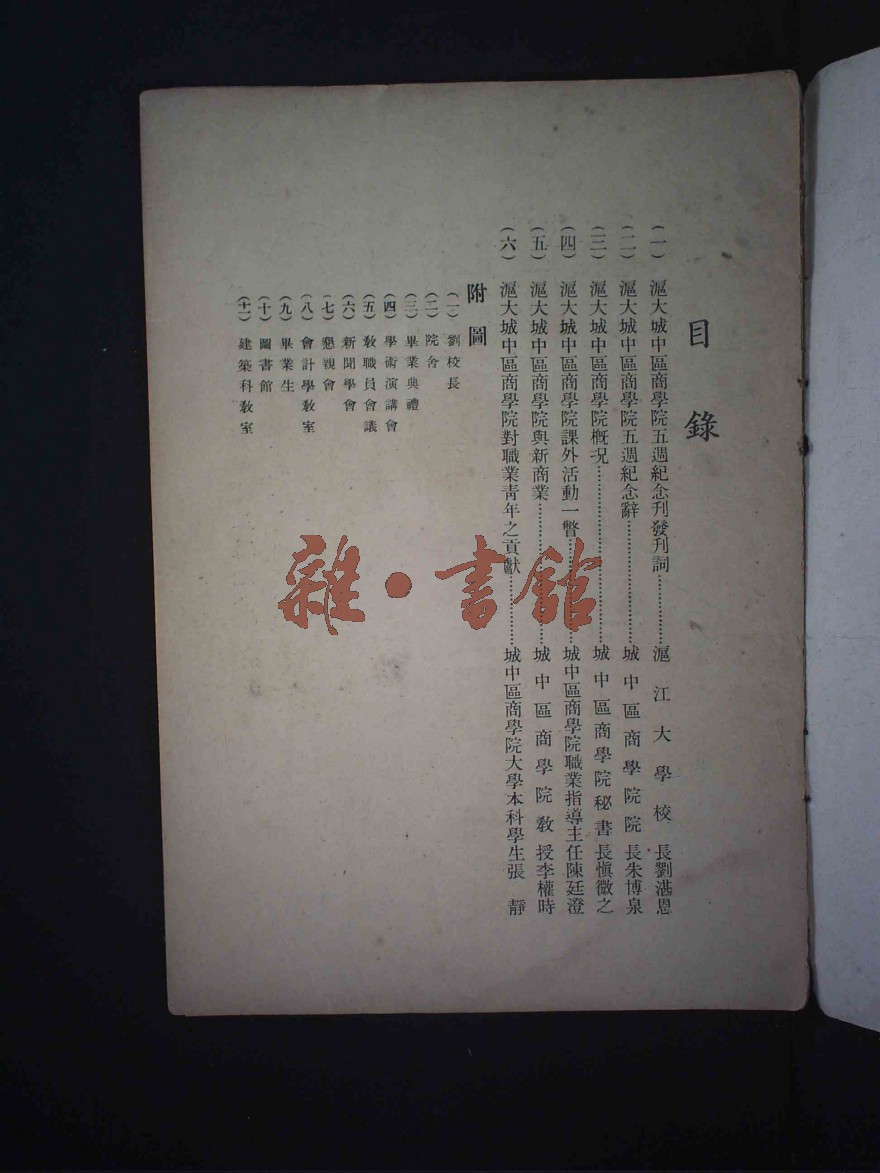 目錄
(一) 滬大城中區商學院五週紀念刊發刊詞……………滬江大學校長劉湛恩
(二) 滬大城中區商學院五週紀念辭……………城中區商學院院長朱博泉
(三) 滬大城中區商學院槪况……………城中區商學院秘書長愼微之
(四) 滬大城中區商學院課外活動一瞥……………城中區商學院職業指導主任陳廷澄
(五) 滬大城中區商學院與新商業……………城中區商學院敎授李權時
(六) 滬大城中區商學院對職業靑年之貢獻……………城中區商學院大學本科學生張靜
附圖
(一) 劉校長
(二) 院舍
(三) 畢業典禮
(四) 學術演講會
(五) 敎職員會議
(六) 新聞學會
(七) 懇親會
(八) 會計學敎室
(九) 畢業生
(十) 圖書館
(十一) 建築科敎室
雜·書館